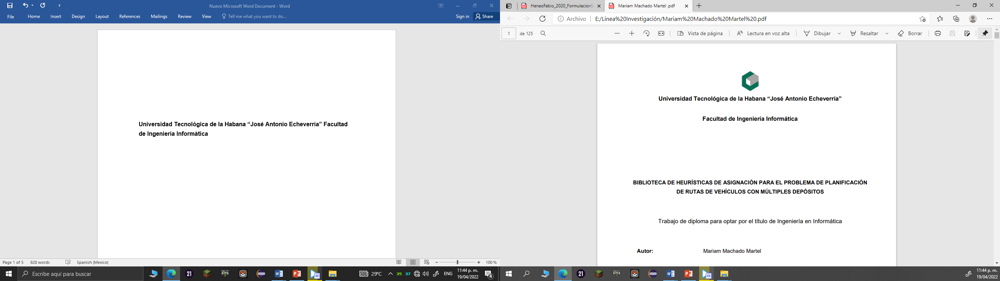 Nuevo Microsoft Word Document - Word
File Home Insert Design Layout References Mailings Review View Tell me what you want to do... Sign in Share
Universidad Tecnológica de la Habana “José Antonio Echeverría” Facultad
de Ingeniería Informática
Page 1 of 5 828 words Spanish (Mexico) 100 %
Escribe aquí para buscar
21
29°C
35 37
ENG
11:44 p. m.
19/04/2022
4
HenaoFabio_2020_FormulacionS
Mariam Machado Martel .pdf
Archivo E:/Linea%20Investigación/Mariam%20Machado%20Martel%20.pdf
1 de 125 Vista de página Lectura en voz alta Dibujar Resaltar Borrar
Universidad Tecnológica de la Habana “José Antonio Echeverría”
Facultad de Ingeniería Informática
BIBLIOTECA DE HEURÍSTICAS DE ASIGNACIÓN PARA EL PROBLEMA DE PLANIFICACIÓN
DE RUTAS DE VEHÍCULOS CON MÚLTIPLES DEPÓSITOS
Trabajo de diploma para optar por el título de Ingeniería en Informática
Autor: Mariam Machado Martel
21
11:44 p. m.
19/04/2022